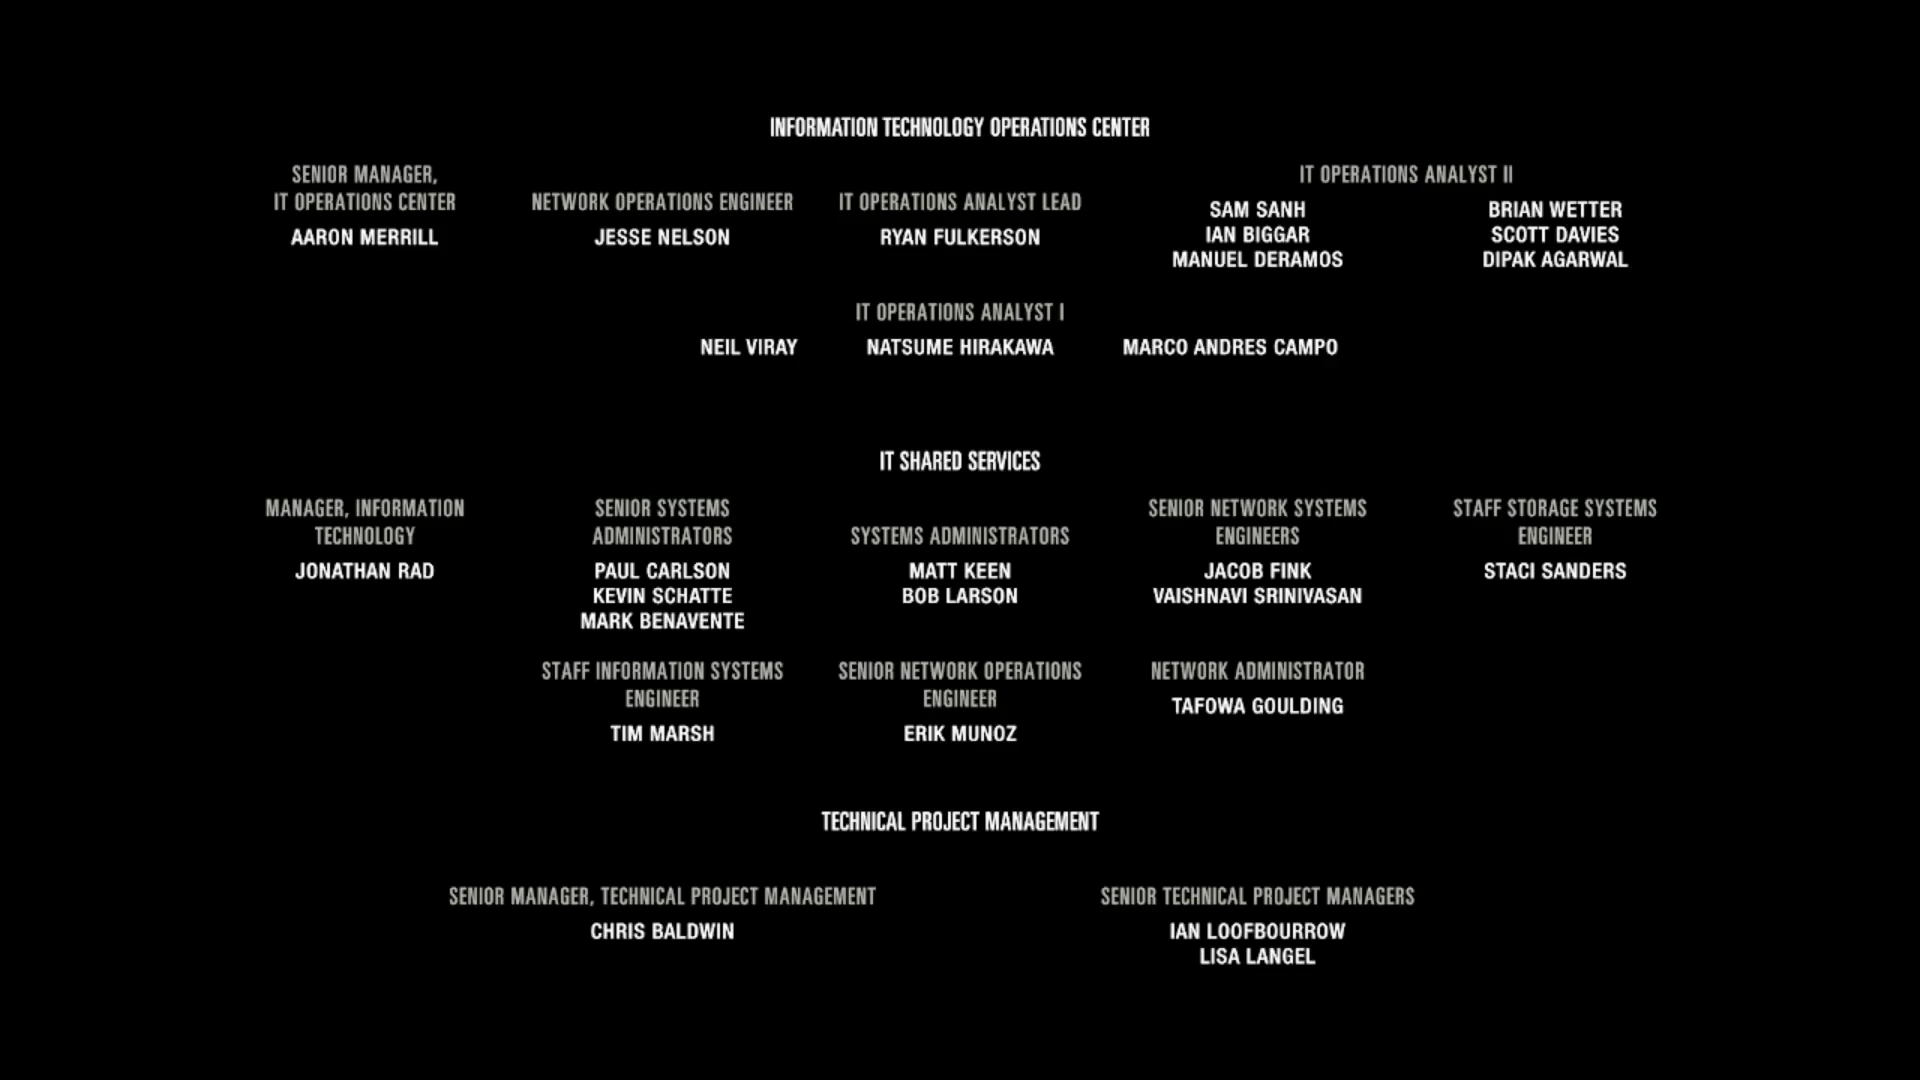 INFORMATION TECHNOLOGY OPERATIONS CENTER
SENIOR MANAGER,
IT OPERATIONS CENTER
AARON MERRILL
NETWORK OPERATIONS ENGINEER
JESSE NELSON
IT OPERATIONS ANALYST LEAD
RYAN FULKERSON
IT OPERATIONS ANALYST II
SAM SANH
IAN BIGGAR
MANUEL DERAMOS
BRIAN WETTER
SCOTT DAVIES
DIPAK AGARWAL
IT OPERATIONS ANALYST I
NEIL VIRAY
NATSUME HIRAKAWA
MARCO ANDRES CAMPO
IT SHARED SERVICES
MANAGER, INFORMATION
TECHNOLOGY
JONATHAN RAD
SENIOR SYSTEMS
ADMINISTRATORS
PAUL CARLSON
KEVIN SCHATTE
MARK BENAVENTE
SYSTEMS ADMINISTRATORS
MATT KEEN
BOB LARSON
SENIOR NETWORK SYSTEMS
ENGINEERS
JACOB FINK
VAISHNAVI SRINIVASAN
STAFF STORAGE SYSTEMS
ENGINEER
STACI SANDERS
STAFF INFORMATION SYSTEMS
ENGINEER
TIM MARSH
SENIOR NETWORK OPERATIONS
ENGINEER
ERIK MUNOZ
NETWORK ADMINISTRATOR
TAFOWA GOULDING
TECHNICAL PROJECT MANAGEMENT
SENIOR MANAGER, TECHNICAL PROJECT MANAGEMENT
CHRIS BALDWIN
SENIOR TECHNICAL PROJECT MANAGERS
IAN LOOFBOURROW
LISA LANGEL